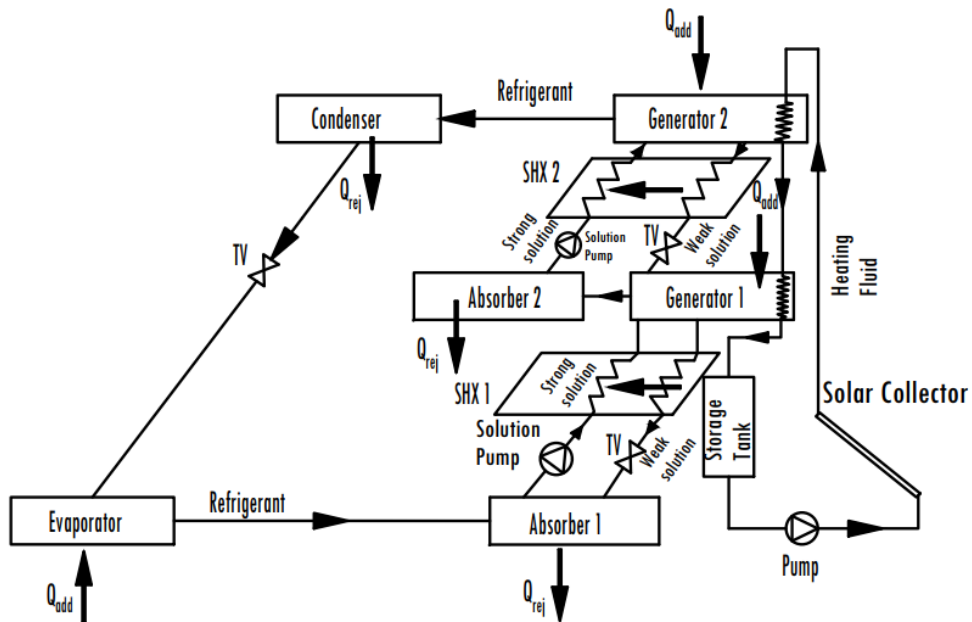 Q_add
Refrigerant
Condenser
Generator 2
SHX 2
Q_rej
Q_add
Strong
solution
Solution
Pump
TV
Weak
solution
TV
Heating
Fluid
Absorber 2
Generator 1
Q_rej
Strong
solution
SHX 1
Solar Collector
Storage
Tank
Solution
Pump
TV
Weak
solution
Evaporator
Refrigerant
Absorber 1
Pump
Q_add
Q_rej